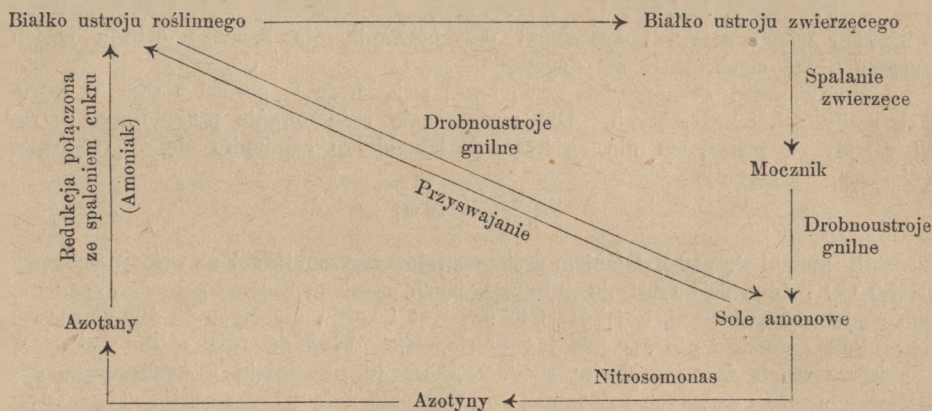 Białko ustroju roślinnego
Białko ustroju zwierzęcego
Redukcja połączona
ze spaleniem cukru
(Amoniak)
Spalanie
zwierzęce
Drobnoustroje
gnilne
Przyswajanie
Mocznik
Drobnoustroje
gnilne
Azotany
Sole amonowe
Nitrosomonas
Azotyny